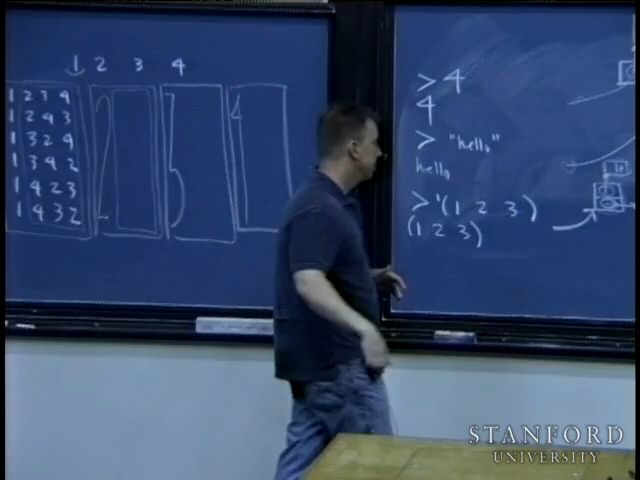 1 2 3 4
1 2 3 4
1 2 4 3
1 3 2 4
1 3 4 2
1 4 2 3
1 4 3 2
2
3
4
> 4
4
> "hello
hello
> '(1 2 3)
(1 2 3)
STANFORD
UNIVERSITY